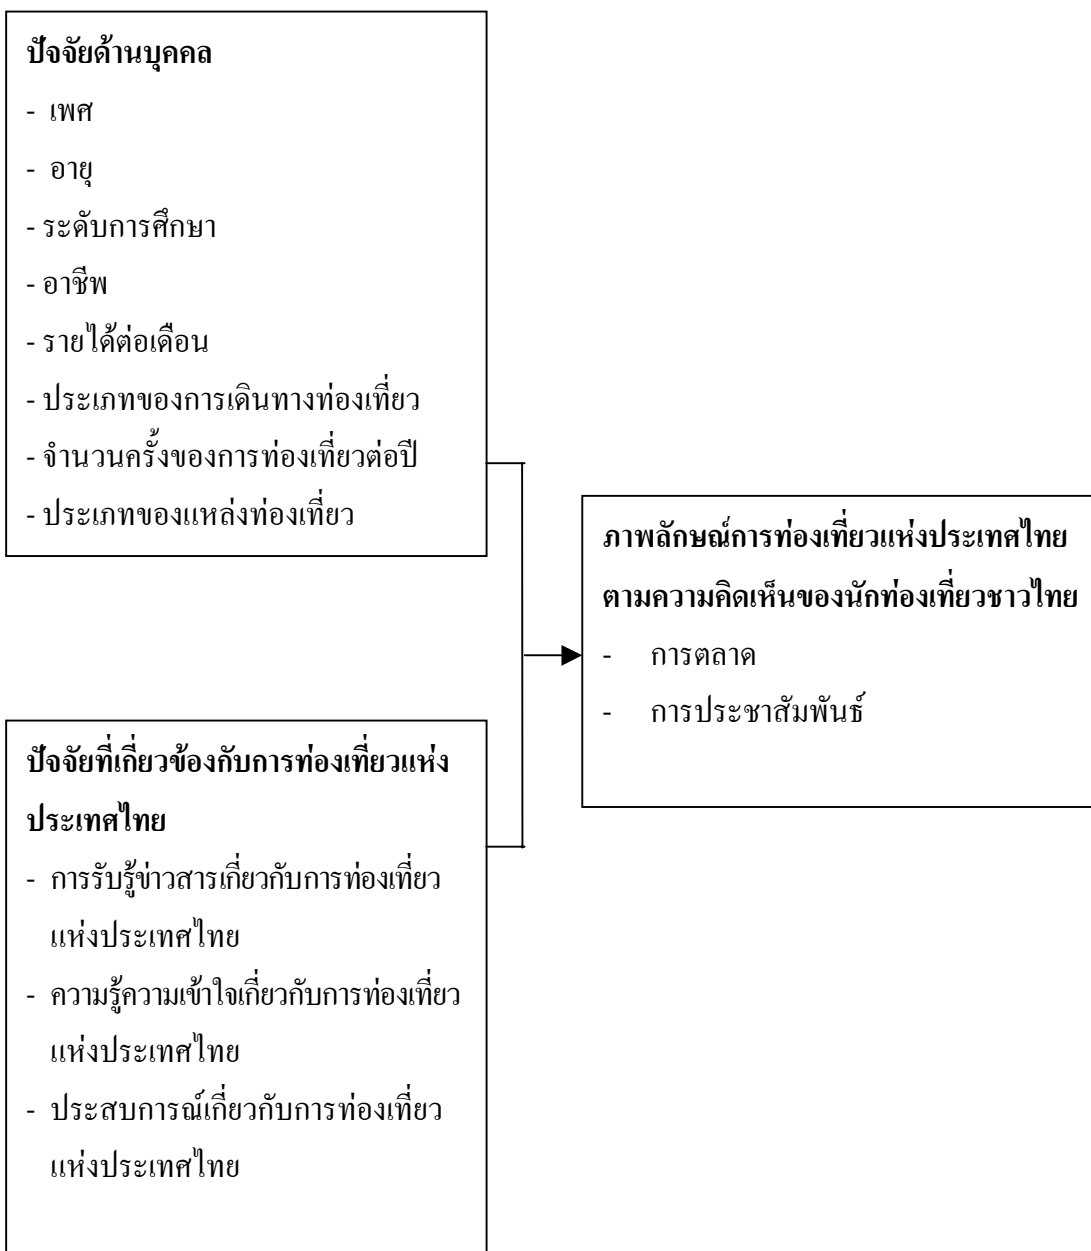 ปัจจัยด้านบุคคล
- เพศ
- อายุ
- ระดับการศึกษา
- อาชีพ
- รายได้ต่อเดือน
- ประเภทของการเดินทางท่องเที่ยว
- จำนวนครั้งของการท่องเที่ยวต่อปี
- ประเภทของแหล่งท่องเที่ยว
ปัจจัยที่เกี่ยวข้องกับการท่องเที่ยวแห่ง
ประเทศไทย
- การรับรู้ข่าวสารเกี่ยวกับการท่องเที่ยว
แห่งประเทศไทย
- ความรู้ความเข้าใจเกี่ยวกับการท่องเที่ยว
แห่งประเทศไทย
- ประสบการณ์เกี่ยวกับการท่องเที่ยว
แห่งประเทศไทย
ภาพลักษณ์การท่องเที่ยวแห่งประเทศไทย
ตามความคิดเห็นของนักท่องเที่ยวชาวไทย
- การตลาด
- การประชาสัมพันธ์